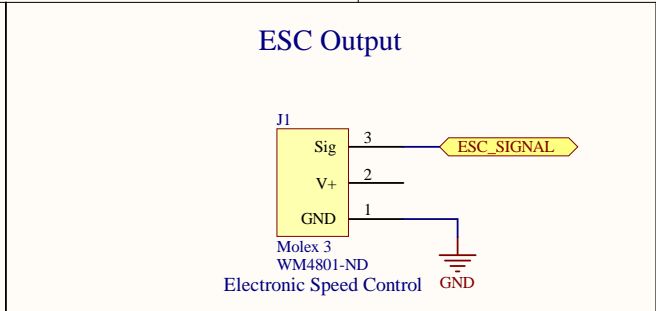 ESC Output
J1
Sig 3 ESC_SIGNAL
V+ 2
GND 1
Molex 3
WM4801-ND
Electronic Speed Control GND